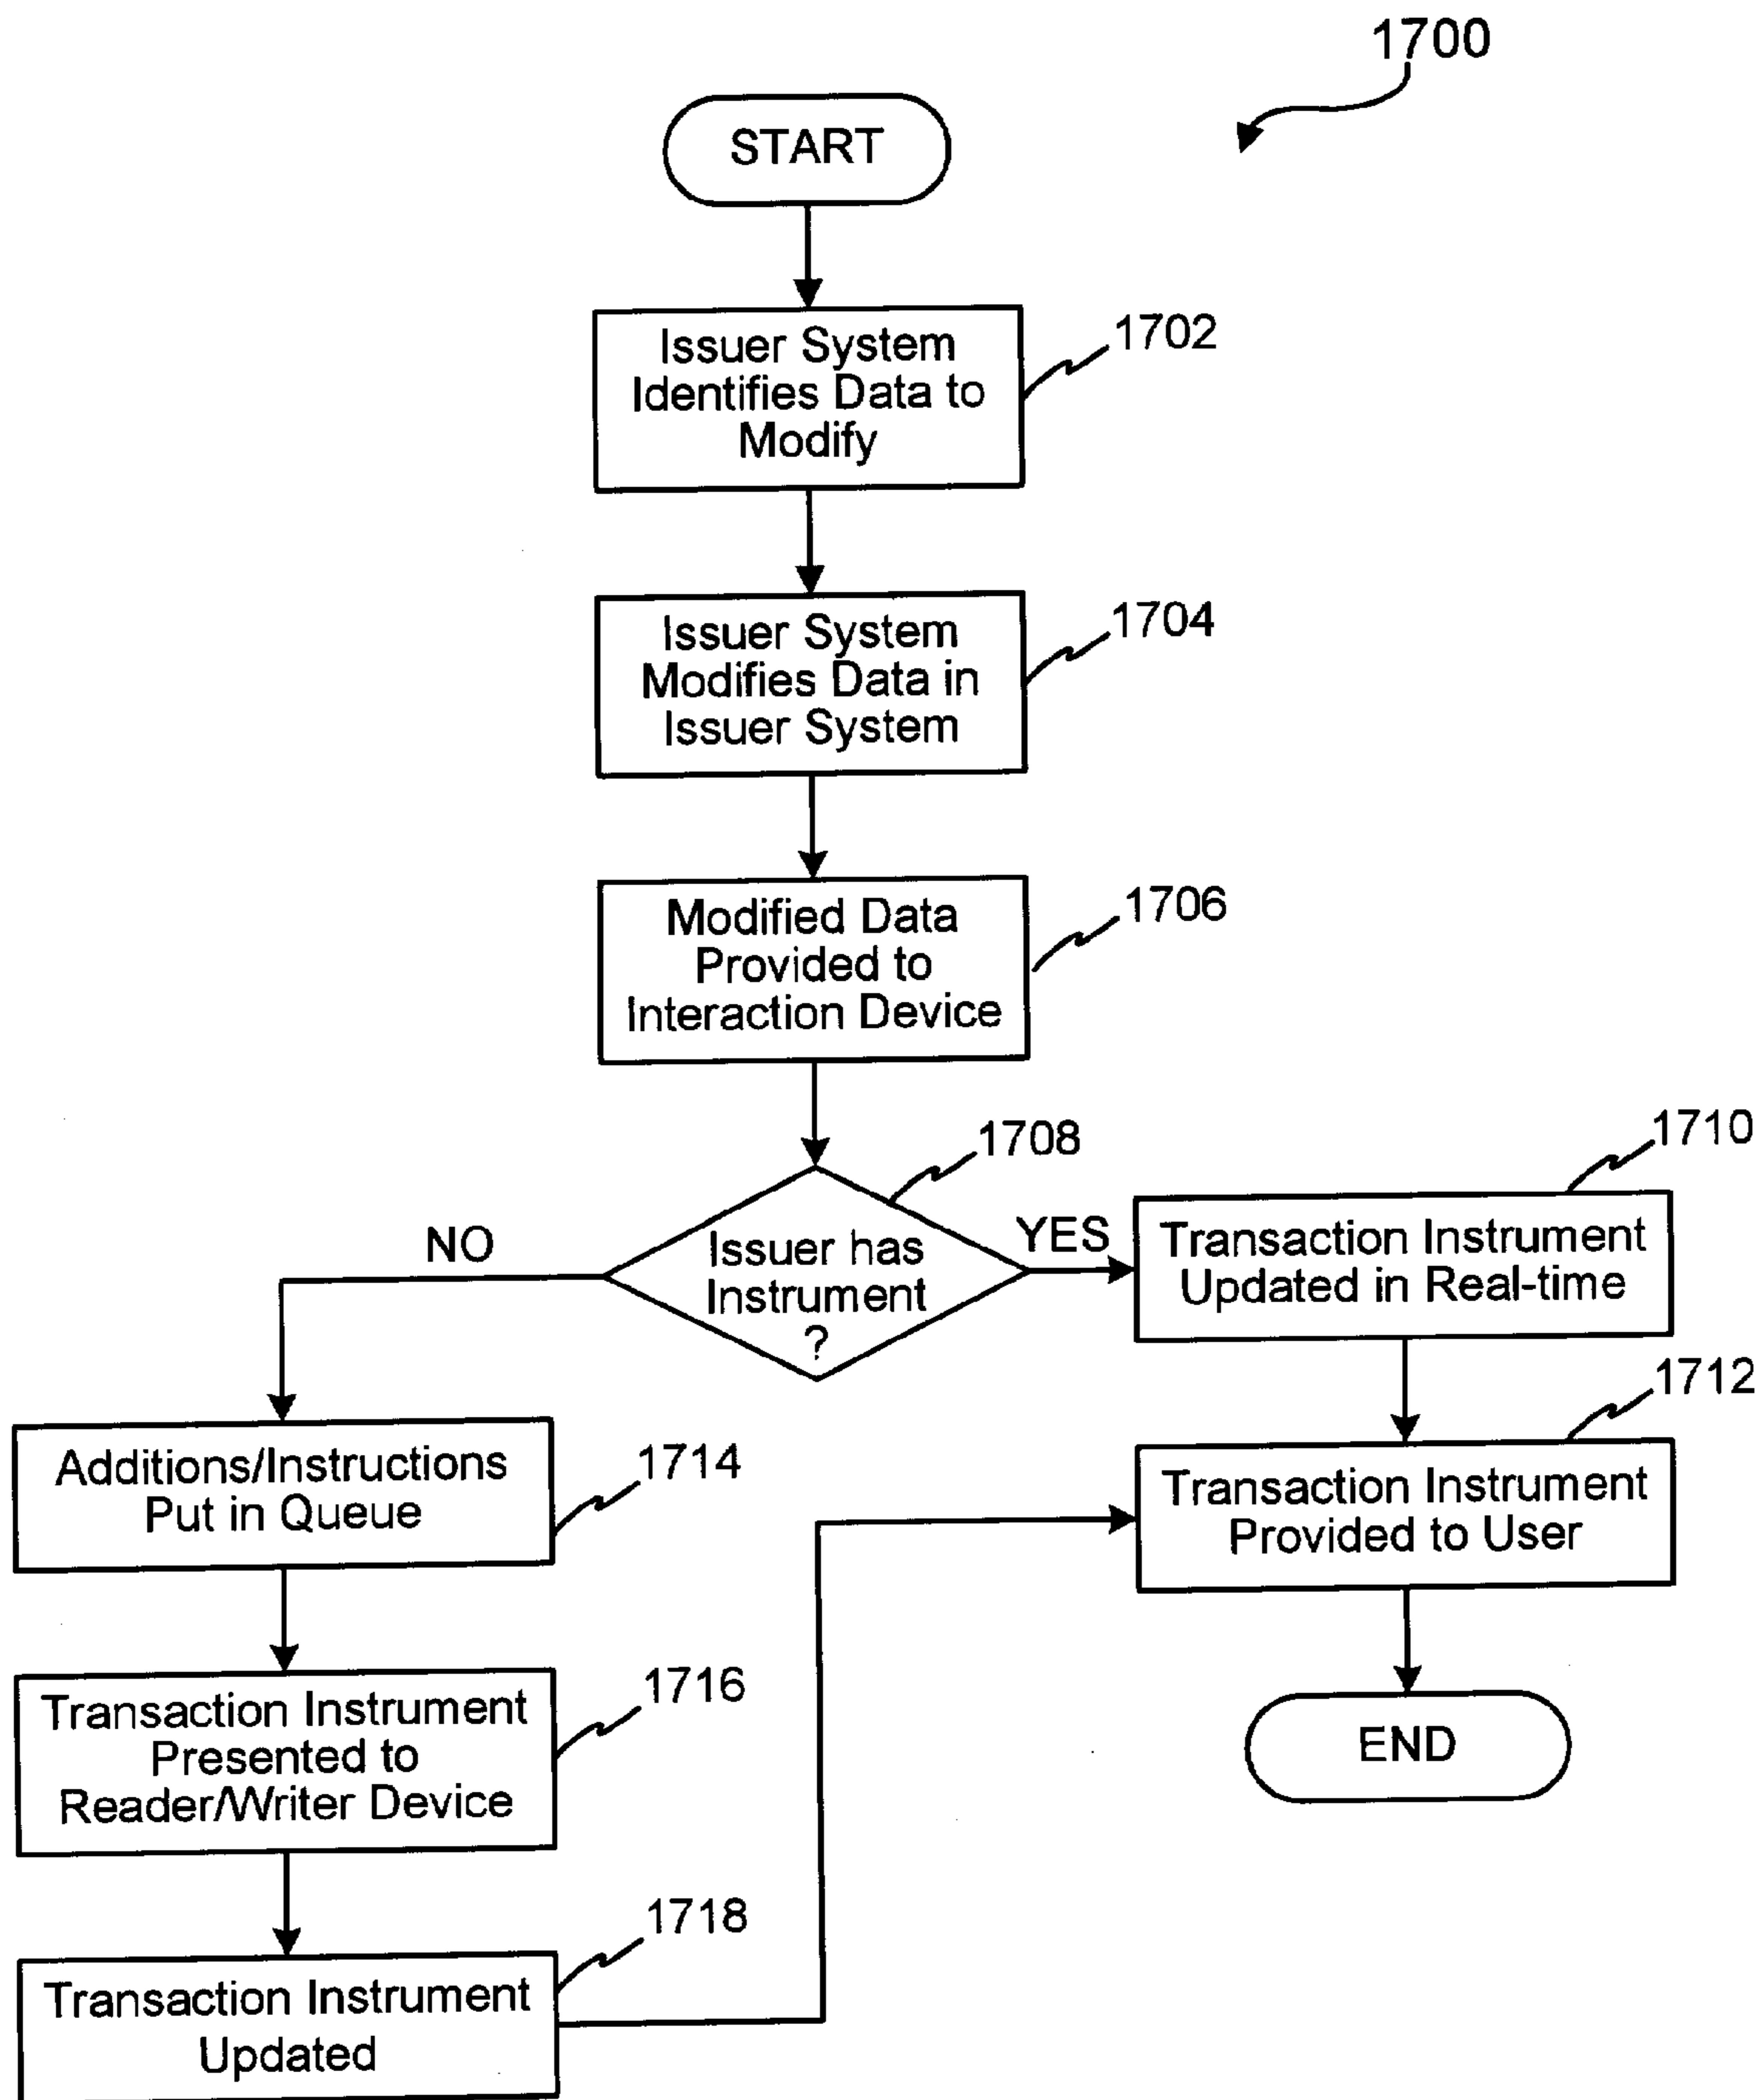 1700
START
Issuer System
Identifies Data to
Modify
1702
Issuer System
Modifies Data in
Issuer System
1704
Modified Data
Provided to
Interaction Device
1706
1708
Issuer has
Instrument
?
NO
YES
1710
Transaction Instrument
Updated in Real-time
1712
Transaction Instrument
Provided to User
END
Additions/Instructions
Put in Queue
1714
Transaction Instrument
Presented to
Reader/Writer Device
1716
Transaction Instrument
Updated
1718